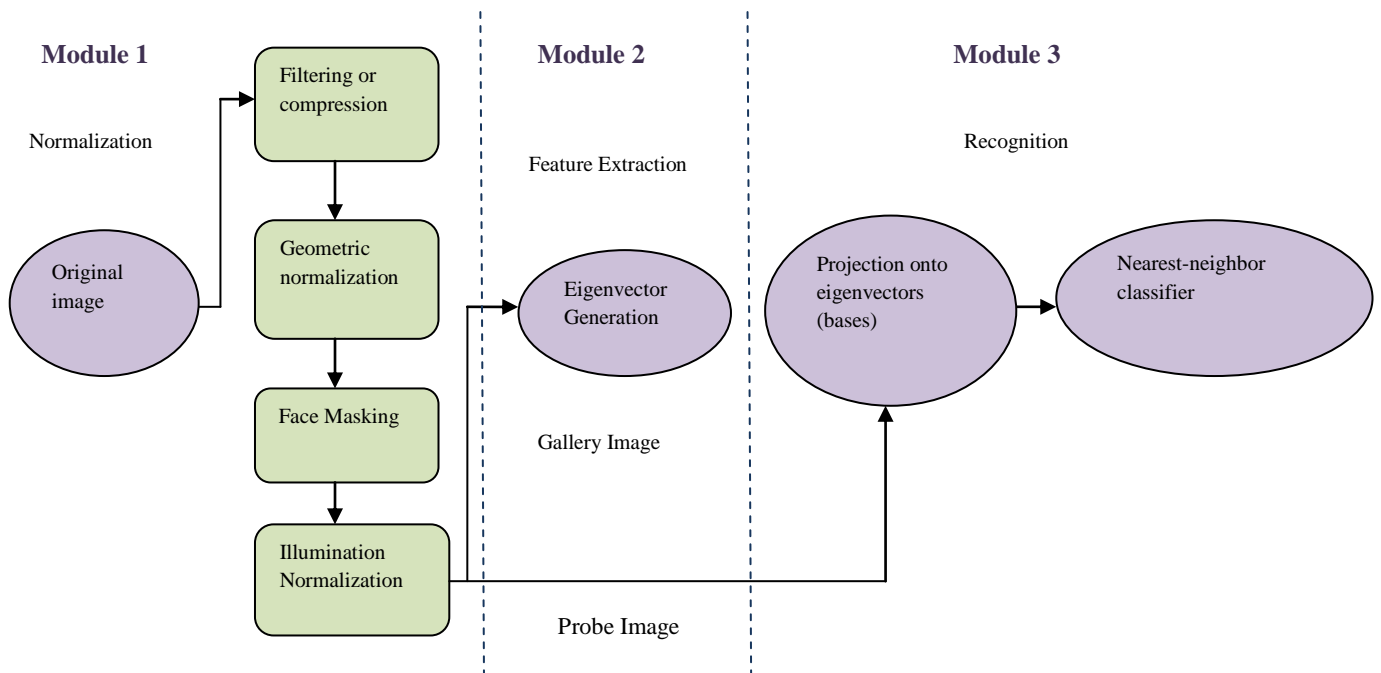 Module 1
Normalization
Original
image
Filtering or
compression
Geometric
normalization
Face Masking
Illumination
Normalization
Module 2
Feature Extraction
Eigenvector
Generation
Gallery Image
Probe Image
Module 3
Recognition
Projection onto
eigenvectors
(bases)
Nearest-neighbor
classifier